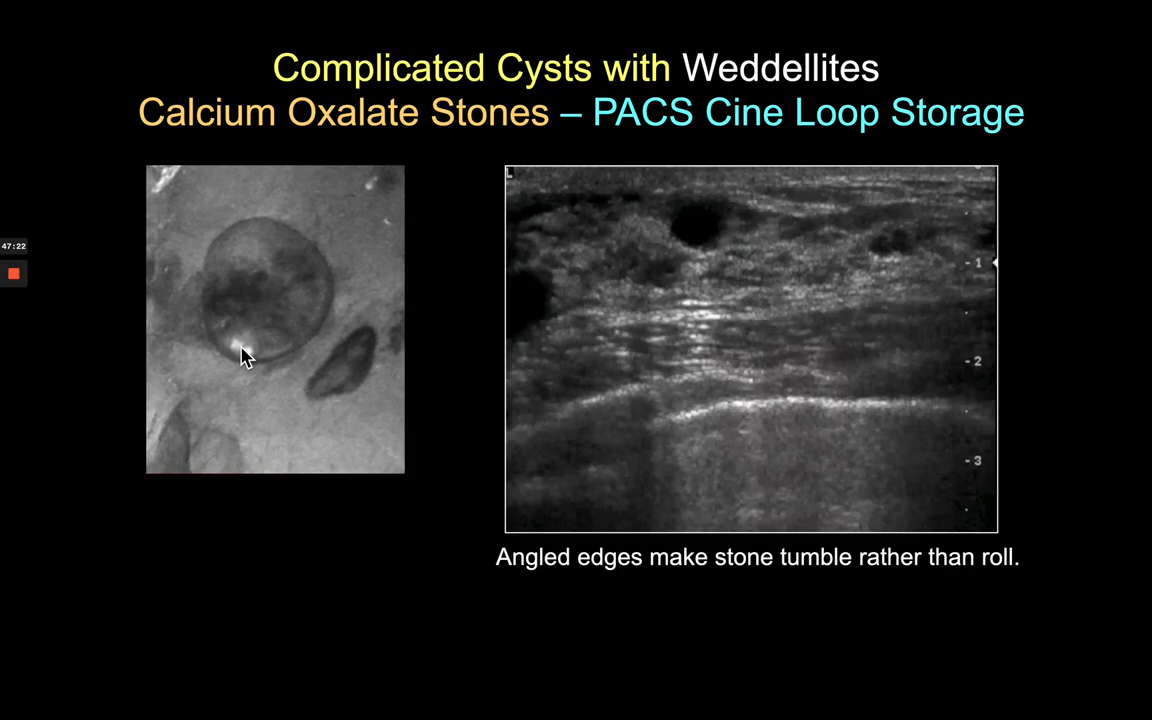 Complicated Cysts with Weddellites
Calcium Oxalate Stones – PACS Cine Loop Storage
47:22
L
- 1
- 2
- 3
Angled edges make stone tumble rather than roll.